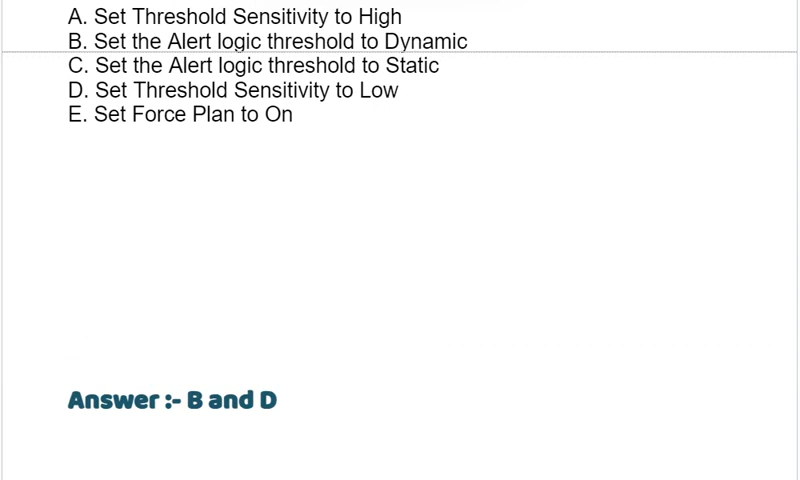 A. Set Threshold Sensitivity to High
B. Set the Alert logic threshold to Dynamic
C. Set the Alert logic threshold to Static
D. Set Threshold Sensitivity to Low
E. Set Force Plan to On
Answer :- B and D